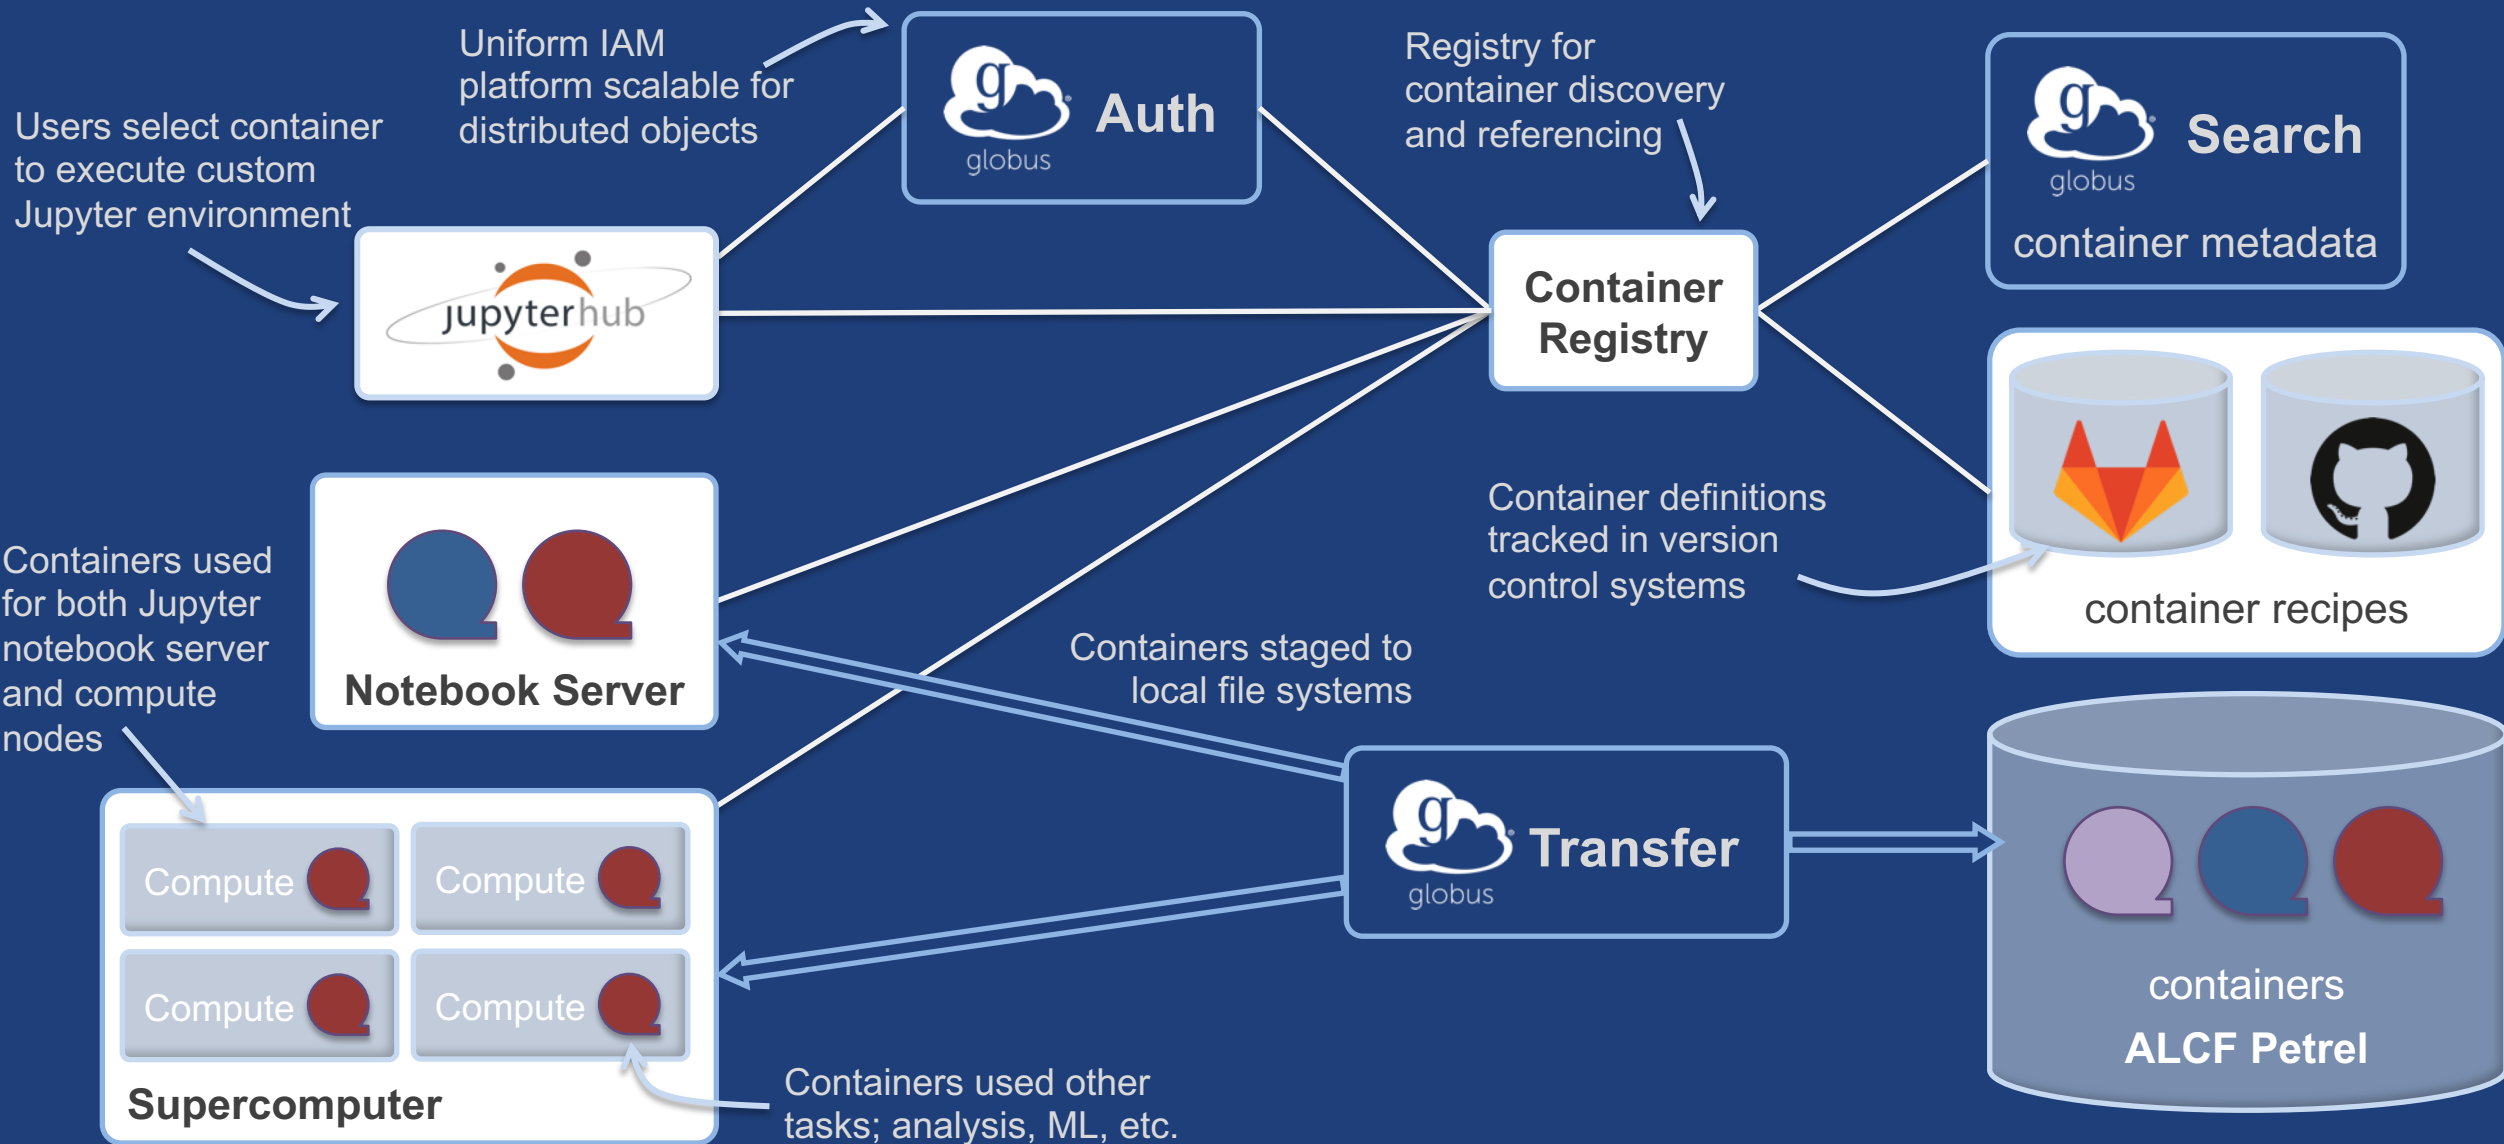 Uniform IAM
platform scalable for
distributed objects
g
globus
Auth
Registry for
container discovery
and referencing
g
globus
Search
container metadata
Users select container
to execute custom
Jupyter environment
jupyterhub
Container
Registry
Container definitions
tracked in version
control systems
container recipes
Containers used
for both Jupyter
notebook server
and compute
nodes
Notebook Server
Containers staged to
local file systems
g
globus
Transfer
Compute
Compute
Compute
Compute
Supercomputer
Containers used other
tasks; analysis, ML, etc.
containers
ALCF Petrel